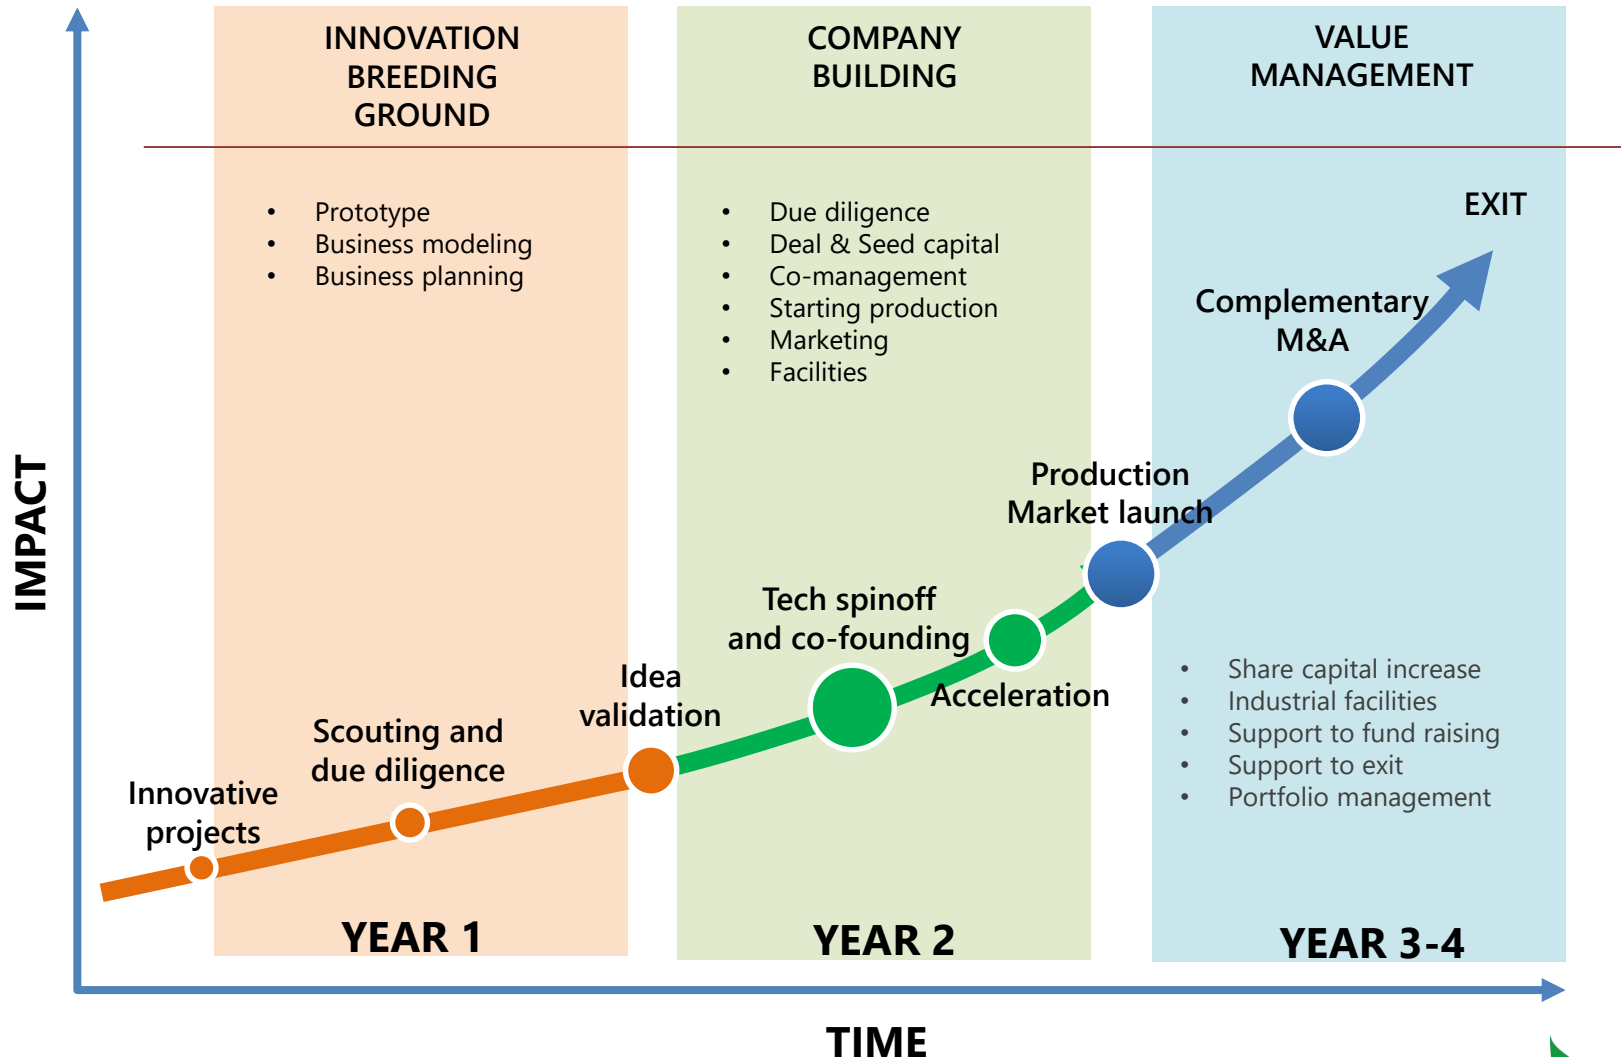 INNOVATION
BREEDING
GROUND
COMPANY
BUILDING
VALUE
MANAGEMENT
• Prototype
• Business modeling
• Business planning
• Due diligence
• Deal & Seed capital
• Co-management
• Starting production
• Marketing
• Facilities
EXIT
Complementary
M&A
Production
Market launch
Tech spinoff
and co-founding
Acceleration
Idea
validation
Scouting and
due diligence
Innovative
projects
• Share capital increase
• Industrial facilities
• Support to fund raising
• Support to exit
• Portfolio management
IMPACT
YEAR 1
YEAR 2
YEAR 3-4
TIME